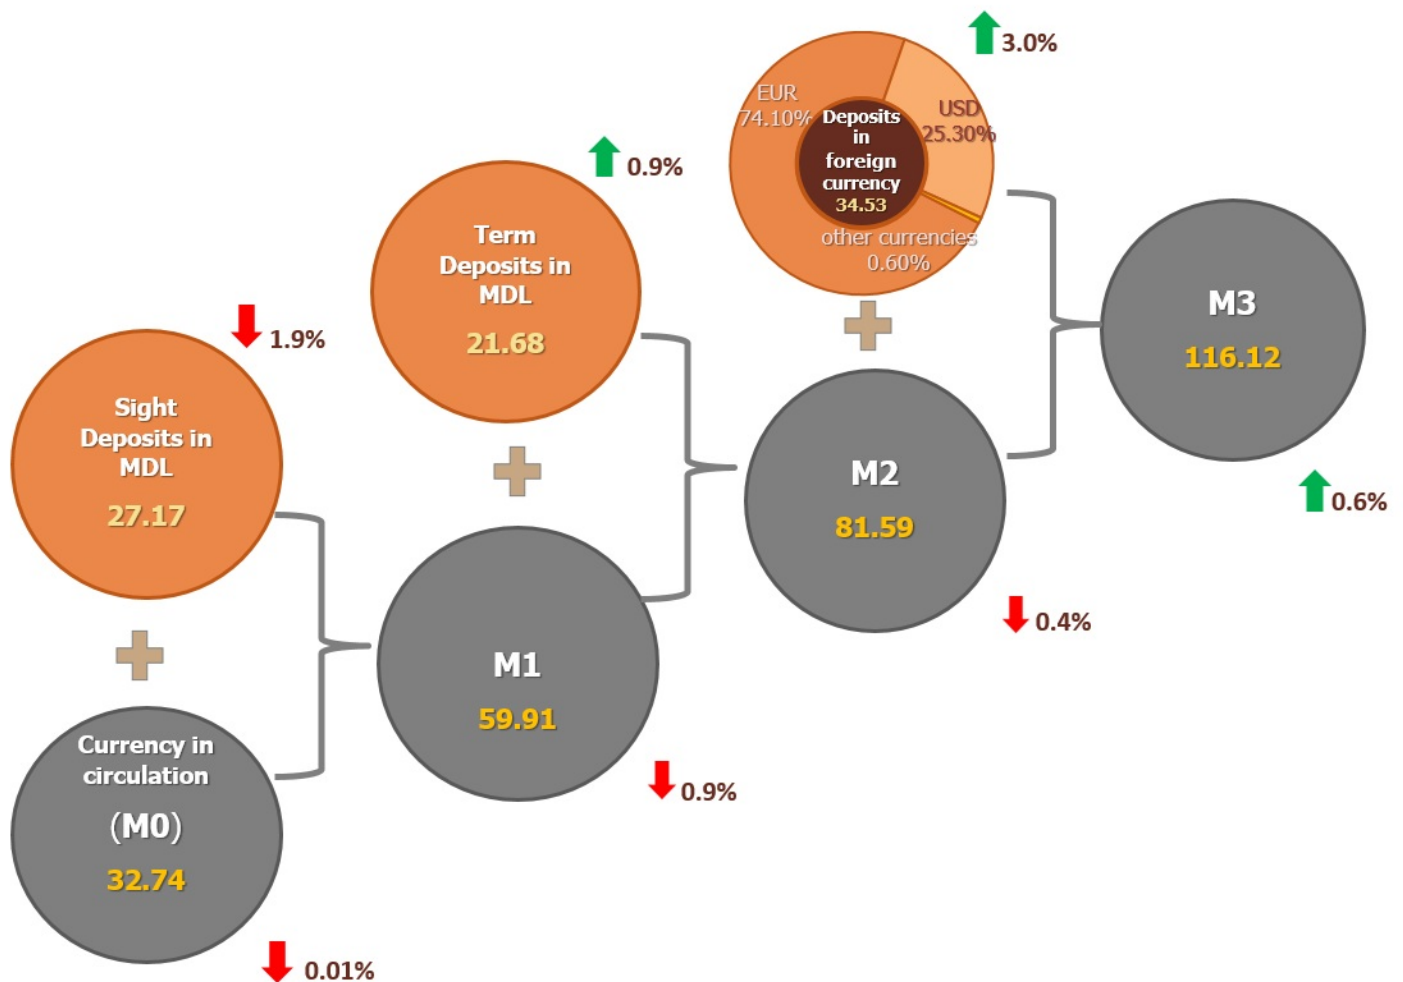 3.0%
EUR
74.10%
USD
25.30%
Deposits
in
foreign
currency
34.53
other currencies
0.60%
0.9%
Term
Deposits in
MDL
21.68
1.9%
Sight
Deposits in
MDL
27.17
M3
116.12
0.6%
M2
81.59
0.4%
M1
59.91
0.9%
Currency in
circulation
(M0)
32.74
0.01%